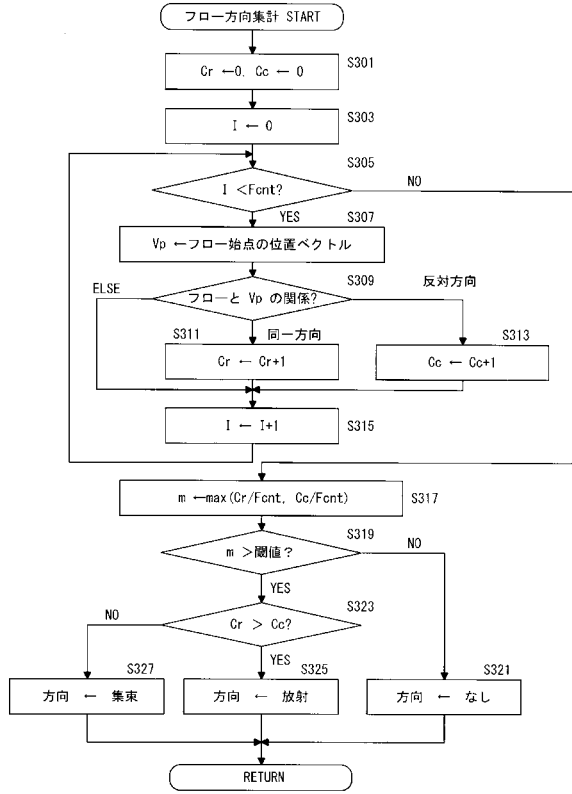 フロー方向集計 START
Cr ←0, Cc ← 0
S301
I ← 0
S303
S305
I <Fcnt?
NO
YES
S307
Vp ←フロー始点の位置ベクトル
S309
ELSE
フローと Vp の関係?
反対方向
S311
同一方向
S313
Cr ← Cr+1
Cc ← Cc+1
I ← I+1
S315
m ←max(Cr/Fcnt, Cc/Fcnt)
S317
S319
m >閾値?
NO
YES
S323
Cr > Cc?
NO
YES
S327
S325
S321
方向 ← 集束
方向 ← 放射
方向 ← なし
RETURN